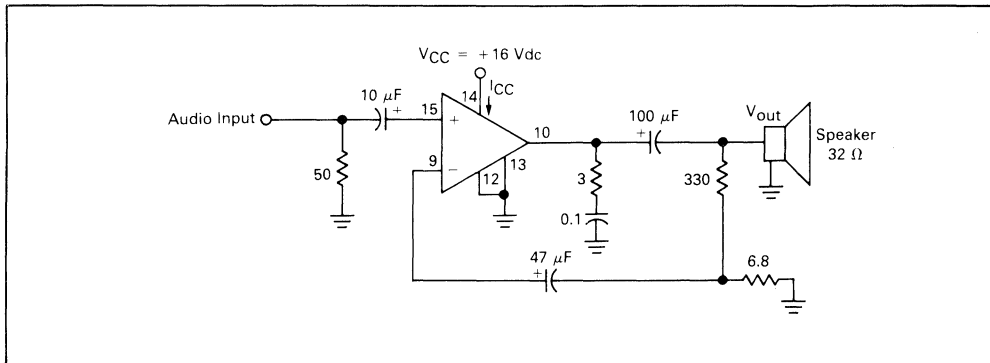 VCC = +16 Vdc
ICC
14
10 µF
+
15
+
Audio Input
50
9
−
12
13
10
100 µF
+
3
0.1
Vout
Speaker
32 Ω
330
47 µF
+
6.8